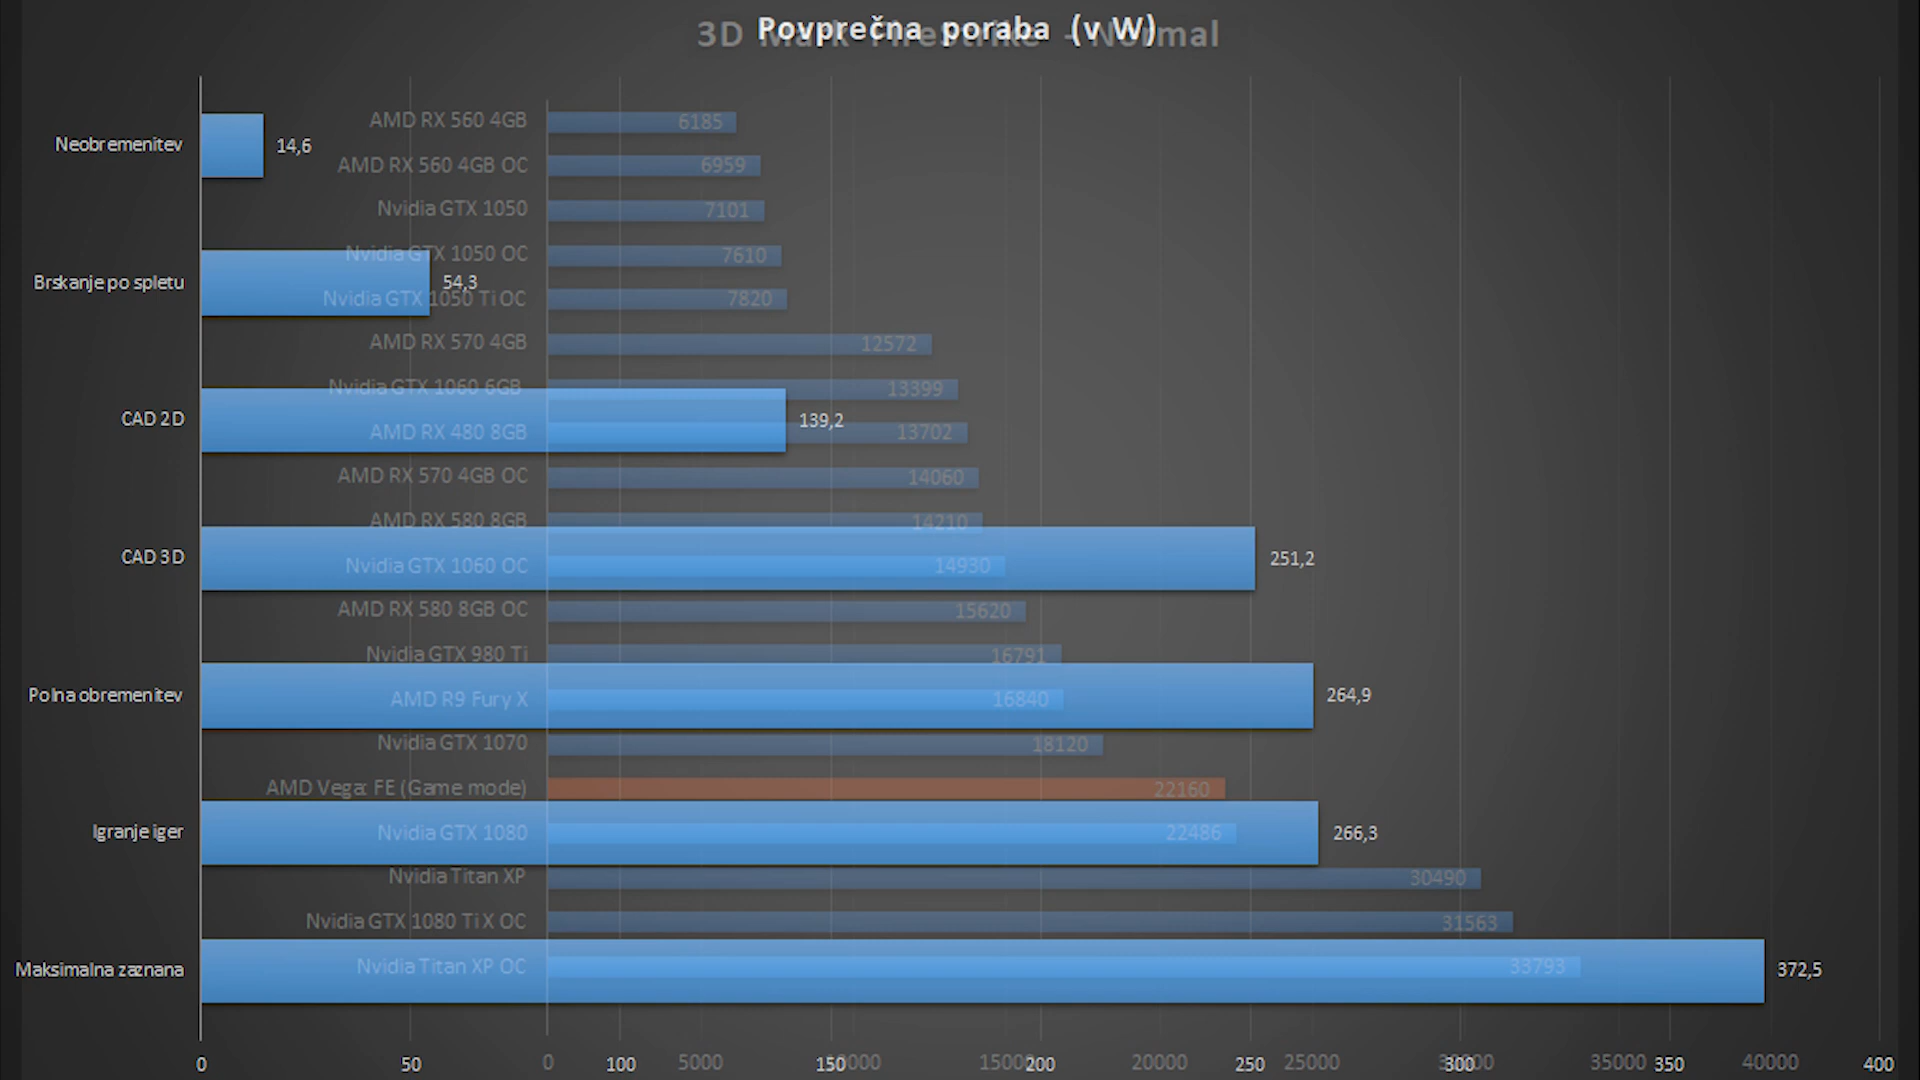 Povprečna poraba (v W)
3D Mark FireStrike - Normal
Neobremenitev 14,6
Brskanje po spletu 54,3
CAD 2D 139,2
CAD 3D 251,2
Polna obremenitev 264,9
Igranje iger 266,3
Maksimalna zaznana 372,5
0 50 100 150 200 250 300 350 400
AMD RX 560 4GB 6185
AMD RX 560 4GB OC 6959
Nvidia GTX 1050 7101
Nvidia GTX 1050 OC 7610
Nvidia GTX 1050 Ti OC 7820
AMD RX 570 4GB 12572
Nvidia GTX 1060 6GB 13399
AMD RX 480 8GB 13702
AMD RX 570 4GB OC 14060
AMD RX 580 8GB 14210
Nvidia GTX 1060 OC 14930
AMD RX 580 8GB OC 15620
Nvidia GTX 980 Ti 16791
AMD R9 Fury X 16840
Nvidia GTX 1070 18120
AMD Vega: FE (Game mode) 22160
Nvidia GTX 1080 22486
Nvidia Titan XP 30490
Nvidia GTX 1080 Ti X OC 31563
Nvidia Titan XP OC 33793
0 5000 10000 15000 20000 25000 30000 35000 40000